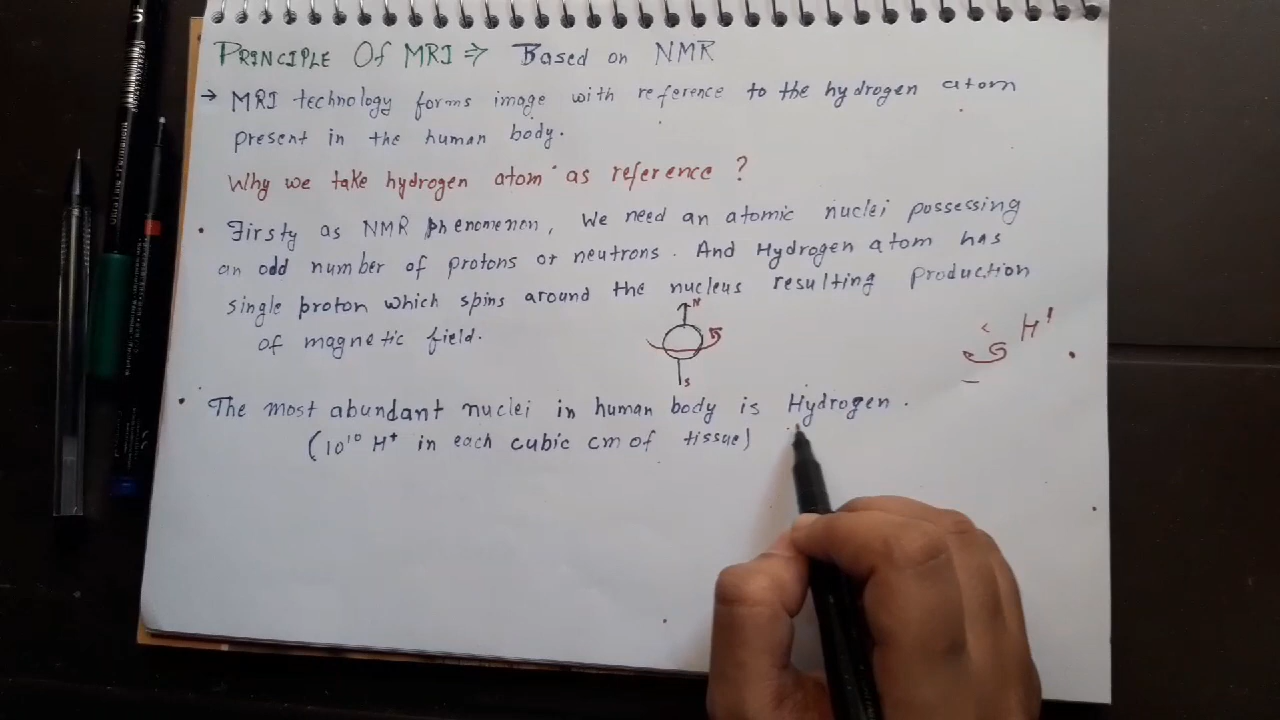 PRINCIPLE Of MRI ⇒ Based on NMR
→ MRI technology forms image with reference to the hydrogen atom
present in the human body.
Why we take hydrogen atom as reference ?
• Firsty as NMR phenomenon, We need an atomic nuclei possessing
an odd number of protons or neutrons. And Hydrogen atom has
single proton which spins around the nucleus resulting production
of magnetic field.
N
S
H¹
• The most abundant nuclei in human body is Hydrogen.
(10¹⁰ H⁺ in each cubic cm of tissue)